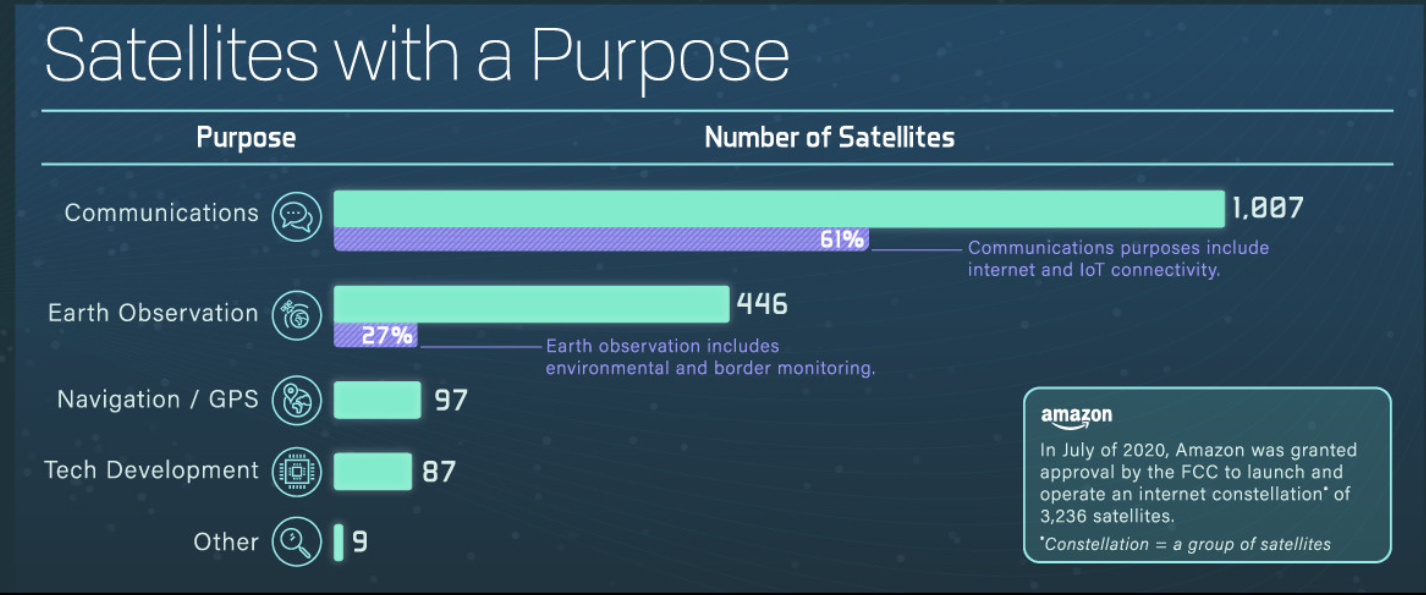 Satellites with a Purpose
Purpose
Number of Satellites
Communications
1,007
61%
Communications purposes include
internet and IoT connectivity.
Earth Observation
446
27%
Earth observation includes
environmental and border monitoring.
Navigation / GPS
97
Tech Development
87
Other
9
amazon
In July of 2020, Amazon was granted
approval by the FCC to launch and
operate an internet constellation* of
3,236 satellites.
*Constellation = a group of satellites